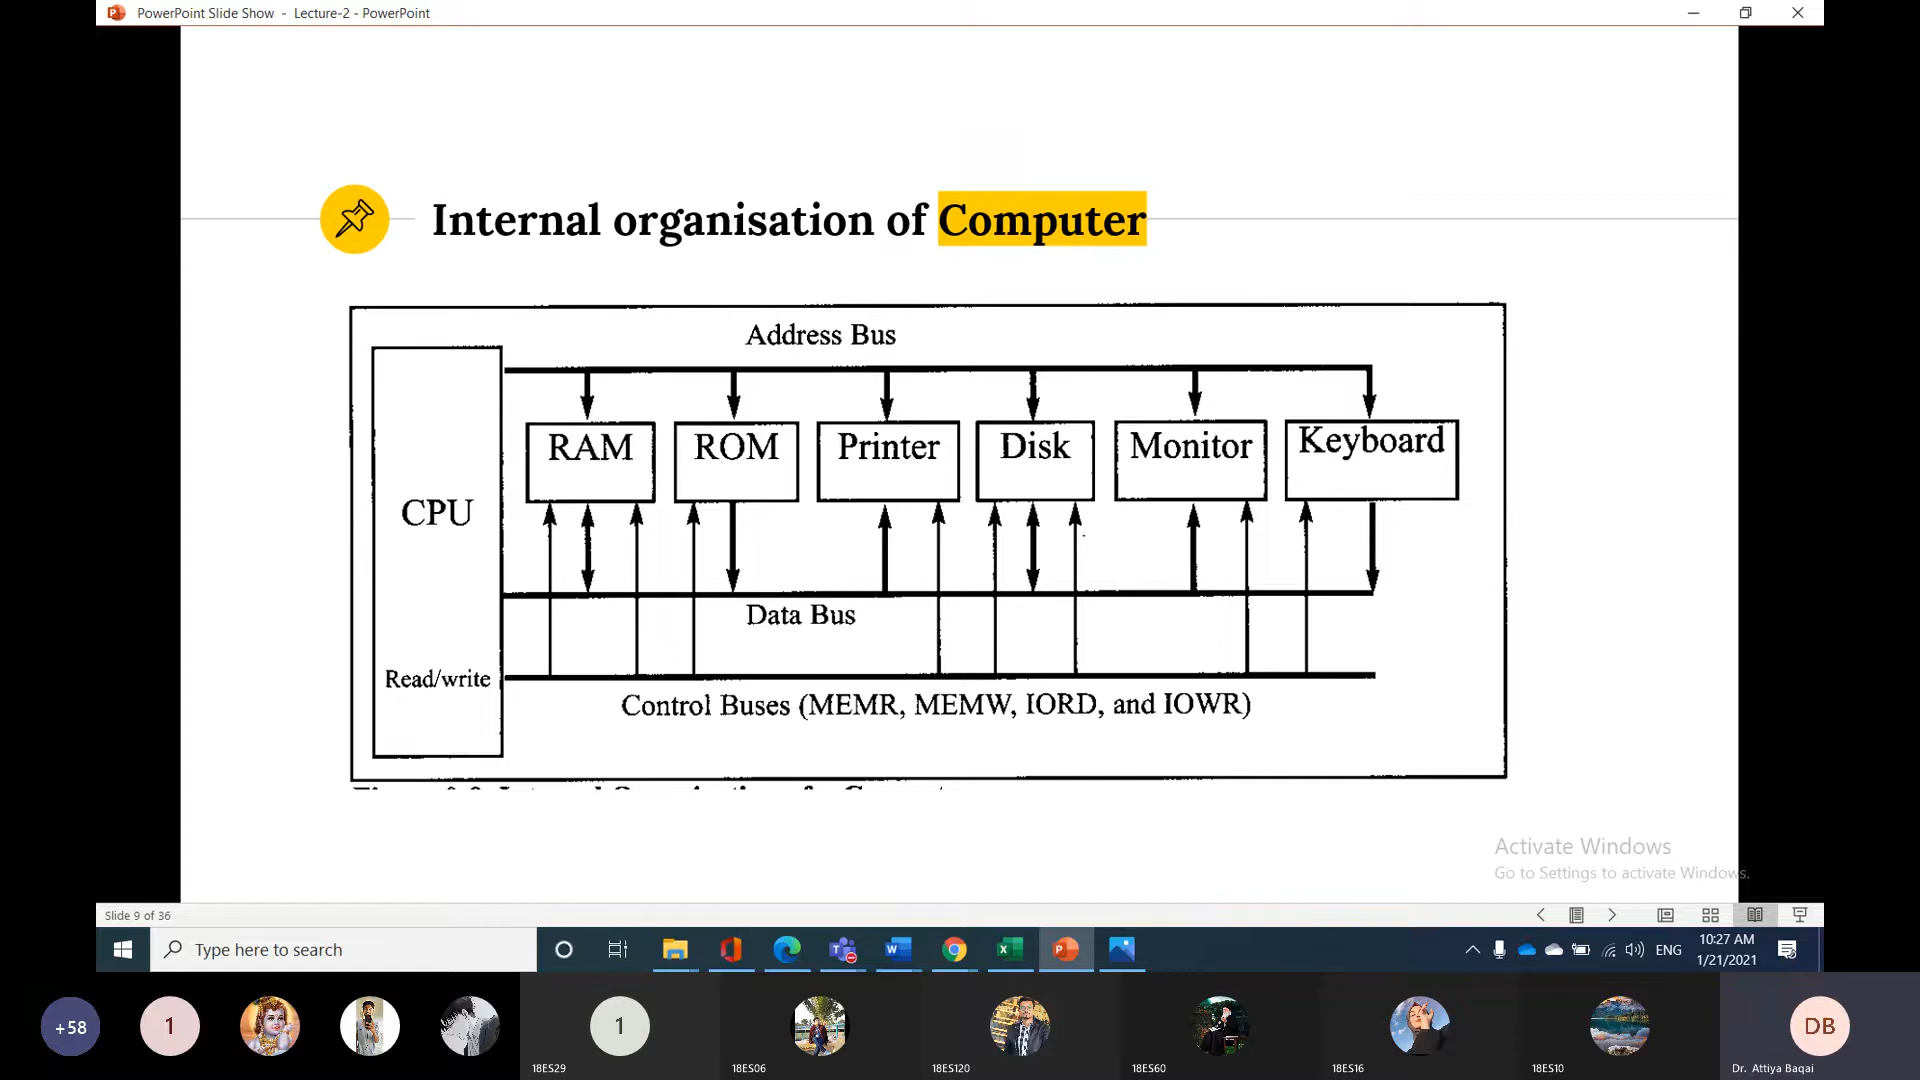 PowerPoint Slide Show - Lecture-2 - PowerPoint
Internal organisation of Computer
Address Bus
RAM ROM Printer Disk Monitor Keyboard
CPU
Data Bus
Read/write
Control Buses (MEMR, MEMW, IORD, and IOWR)
Activate Windows
Go to Settings to activate Windows.
Slide 9 of 36
Type here to search
ENG
10:27 AM
1/21/2021
+58 1 1 DB
18ES29 18ES06 18ES120 18ES60 18ES16 18ES10 Dr. Attiya Baqai